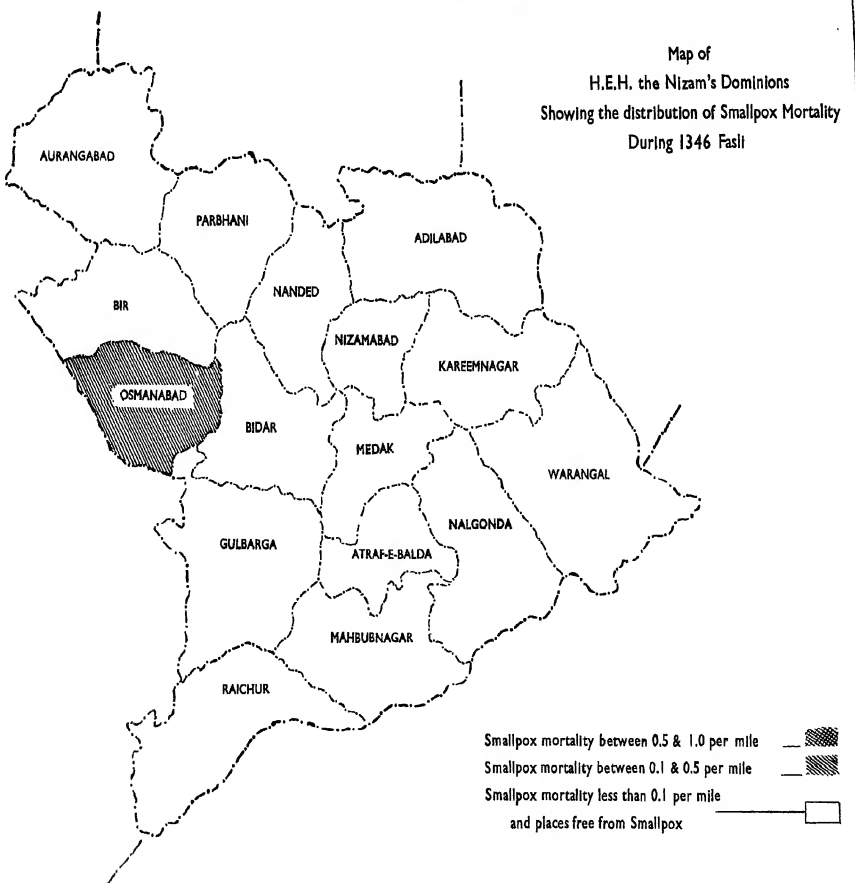 Map of
H.E.H. the Nizam's Dominions
Showing the distribution of Smallpox Mortality
During 1346 Fasli
AURANGABAD
PARBHANI
ADILABAD
NANDED
BIR
NIZAMABAD
KAREEMNAGAR
OSMANABAD
BIDAR
MEDAK
WARANGAL
NALGONDA
GULBARGA
ATRAF-E-BALDA
MAHBUBNAGAR
RAICHUR
Smallpox mortality between 0.5 & 1.0 per mile
Smallpox mortality between 0.1 & 0.5 per mile
Smallpox mortality less than 0.1 per mile
and places free from Smallpox